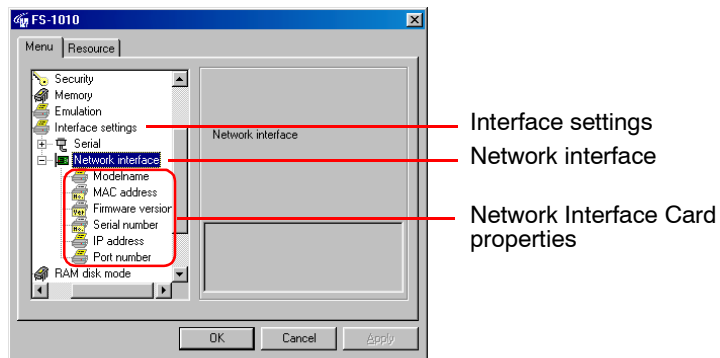 FS-1010
Menu Resource
Security
Memory
Emulation
Interface settings
Serial
Network interface
Modelname
MAC address
Firmware version
Serial number
IP address
Port number
RAM disk mode
Network interface
OK Cancel Apply
Interface settings
Network interface
Network Interface Card
properties